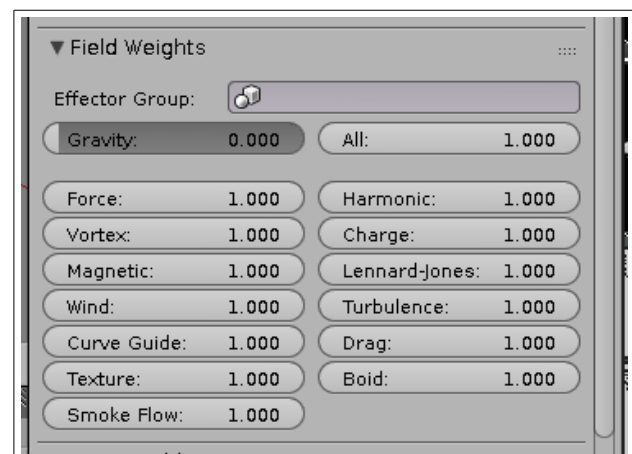 Field Weights
Effector Group:
Gravity: 0.000 All: 1.000
Force: 1.000 Harmonic: 1.000
Vortex: 1.000 Charge: 1.000
Magnetic: 1.000 Lennard-Jones: 1.000
Wind: 1.000 Turbulence: 1.000
Curve Guide: 1.000 Drag: 1.000
Texture: 1.000 Boid: 1.000
Smoke Flow: 1.000